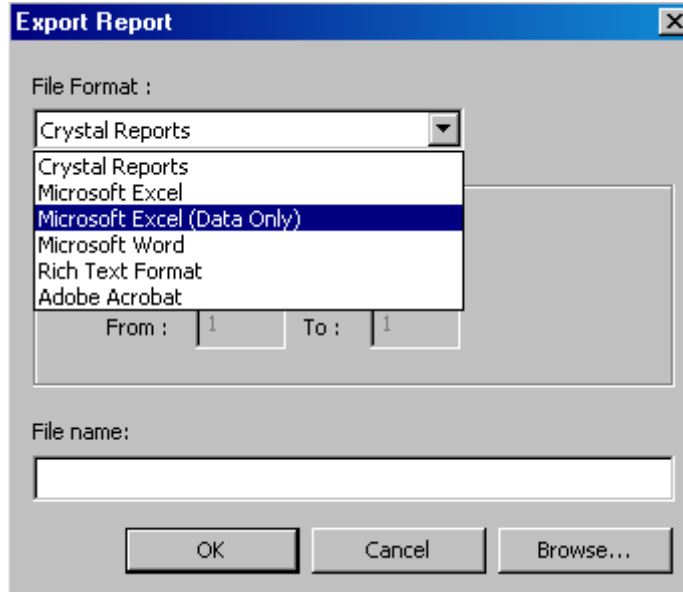 Export Report
File Format :
Crystal Reports
Crystal Reports
Microsoft Excel
Microsoft Excel (Data Only)
Microsoft Word
Rich Text Format
Adobe Acrobat
From : 1 To : 1
File name:
OK Cancel Browse...